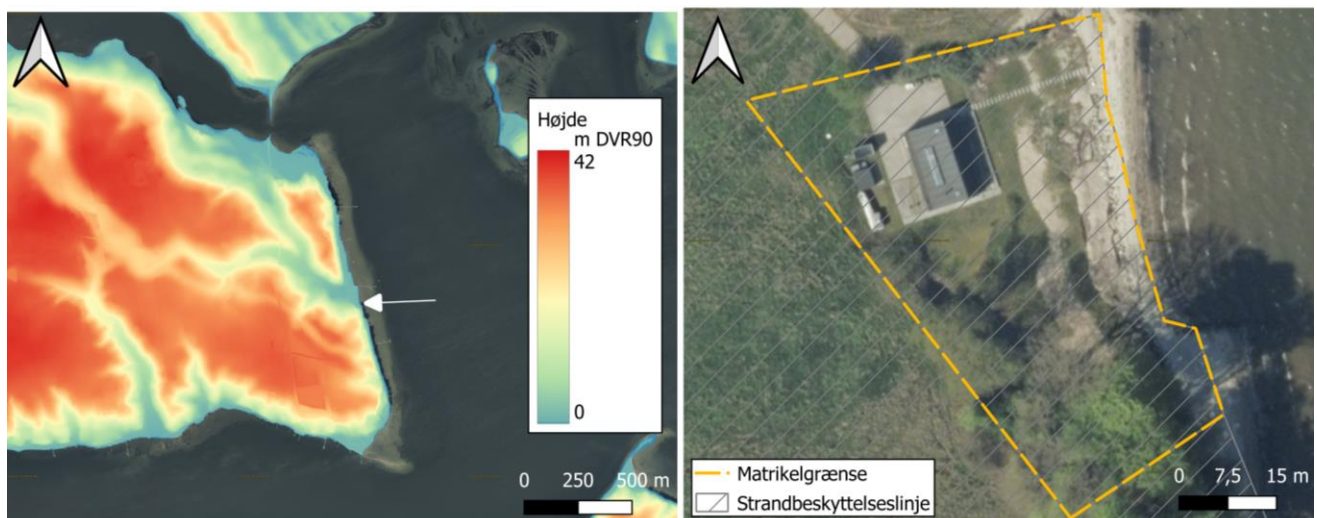 Højde
m DVR90
42
0
0 250 500 m
Matrikelgrænse
Strandbeskyttelseslinje
0 7,5 15 m